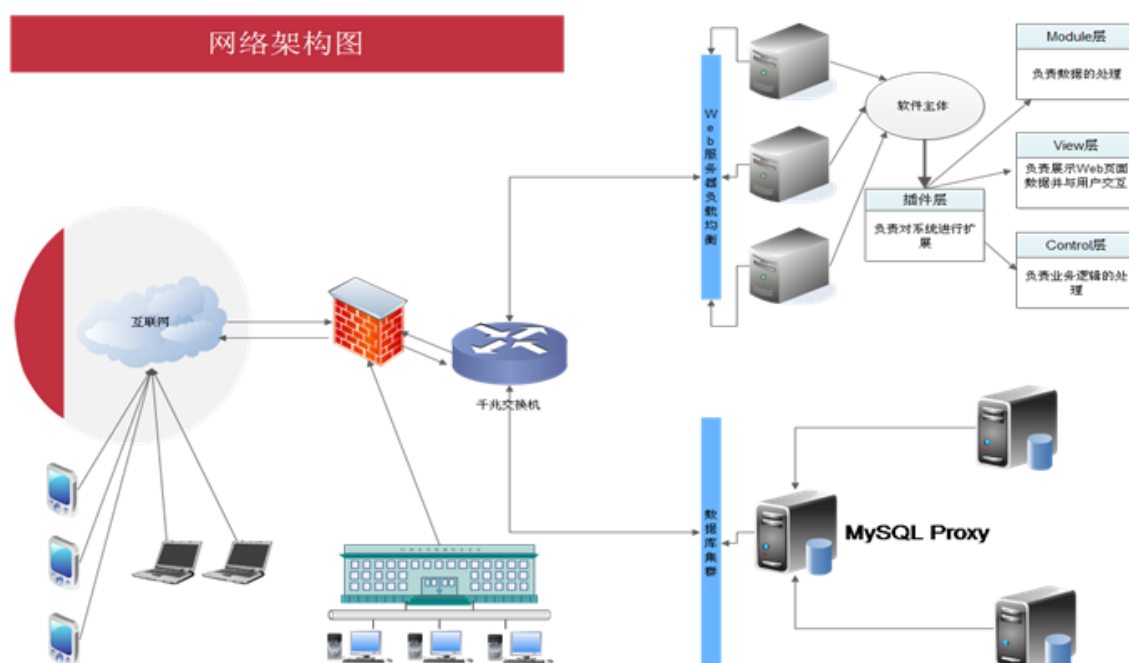 网络架构图
Web服务器负载均衡
软件主体
Module层
负责数据的处理
View层
负责展示Web页面
数据并与用户交互
插件层
负责对系统进行扩
展
Control层
负责业务逻辑的处
理
互联网
千兆交换机
数据库集群
MySQL Proxy
UNIVERSITY